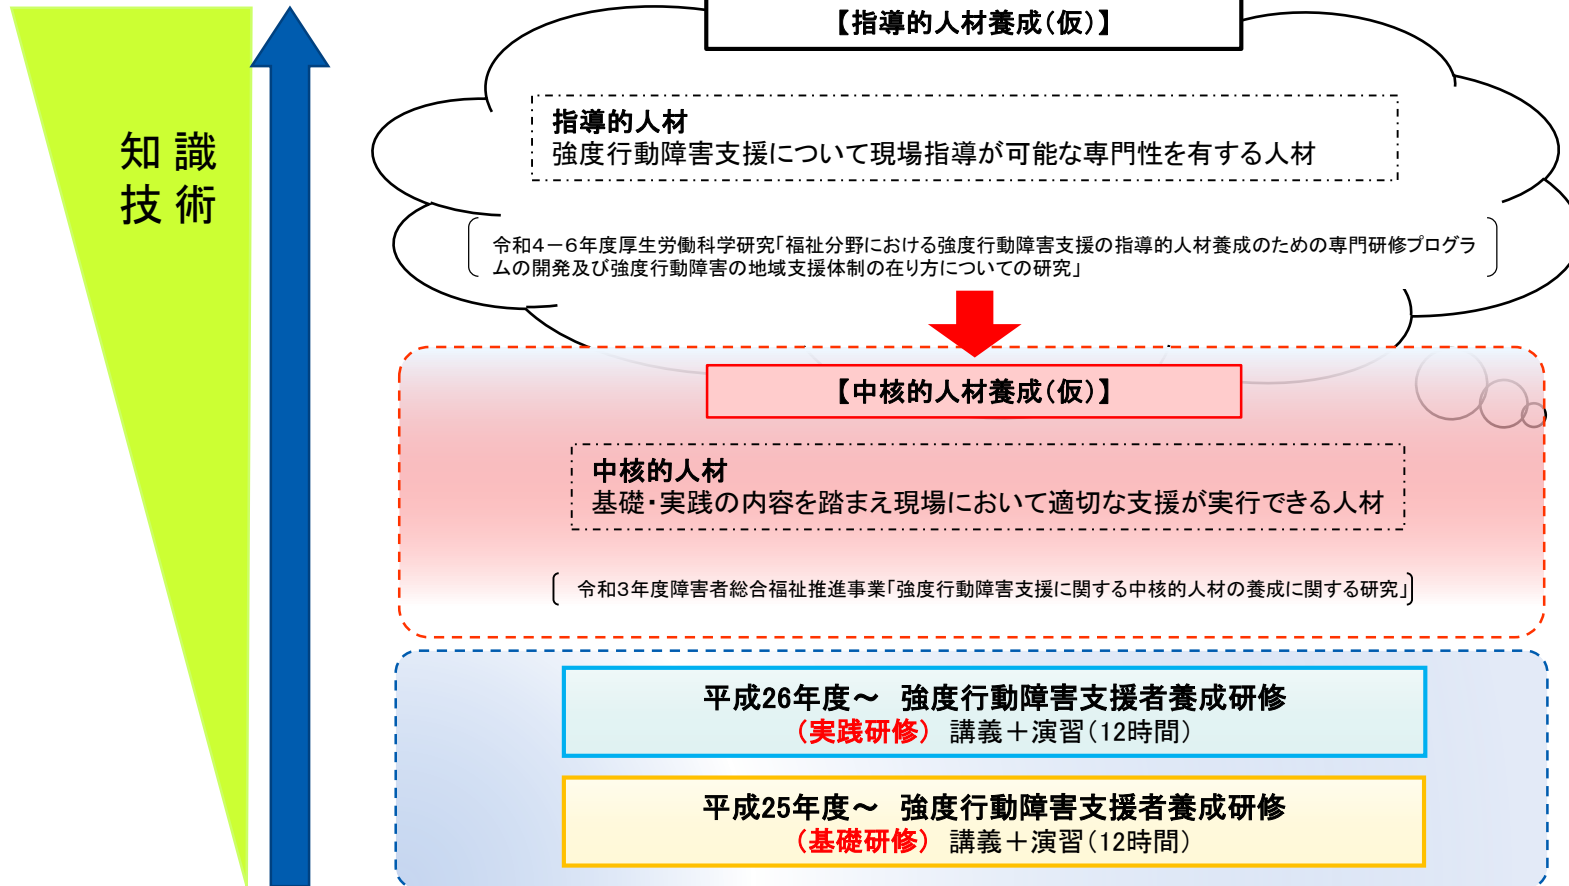 【指導的人材養成(仮)】
知 識
技 術
指導的人材
強度行動障害支援について現場指導が可能な専門性を有する人材
令和４－６年度厚生労働科学研究「福祉分野における強度行動障害支援の指導的人材養成のための専門研修プログラ
ムの開発及び強度行動障害の地域支援体制の在り方についての研究」
【中核的人材養成(仮)】
中核的人材
基礎・実践の内容を踏まえ現場において適切な支援が実行できる人材
令和３年度障害者総合福祉推進事業「強度行動障害支援に関する中核的人材の養成に関する研究」
平成26年度～　強度行動障害支援者養成研修
（実践研修） 講義＋演習（12時間）
平成25年度～　強度行動障害支援者養成研修
（基礎研修） 講義＋演習（12時間）